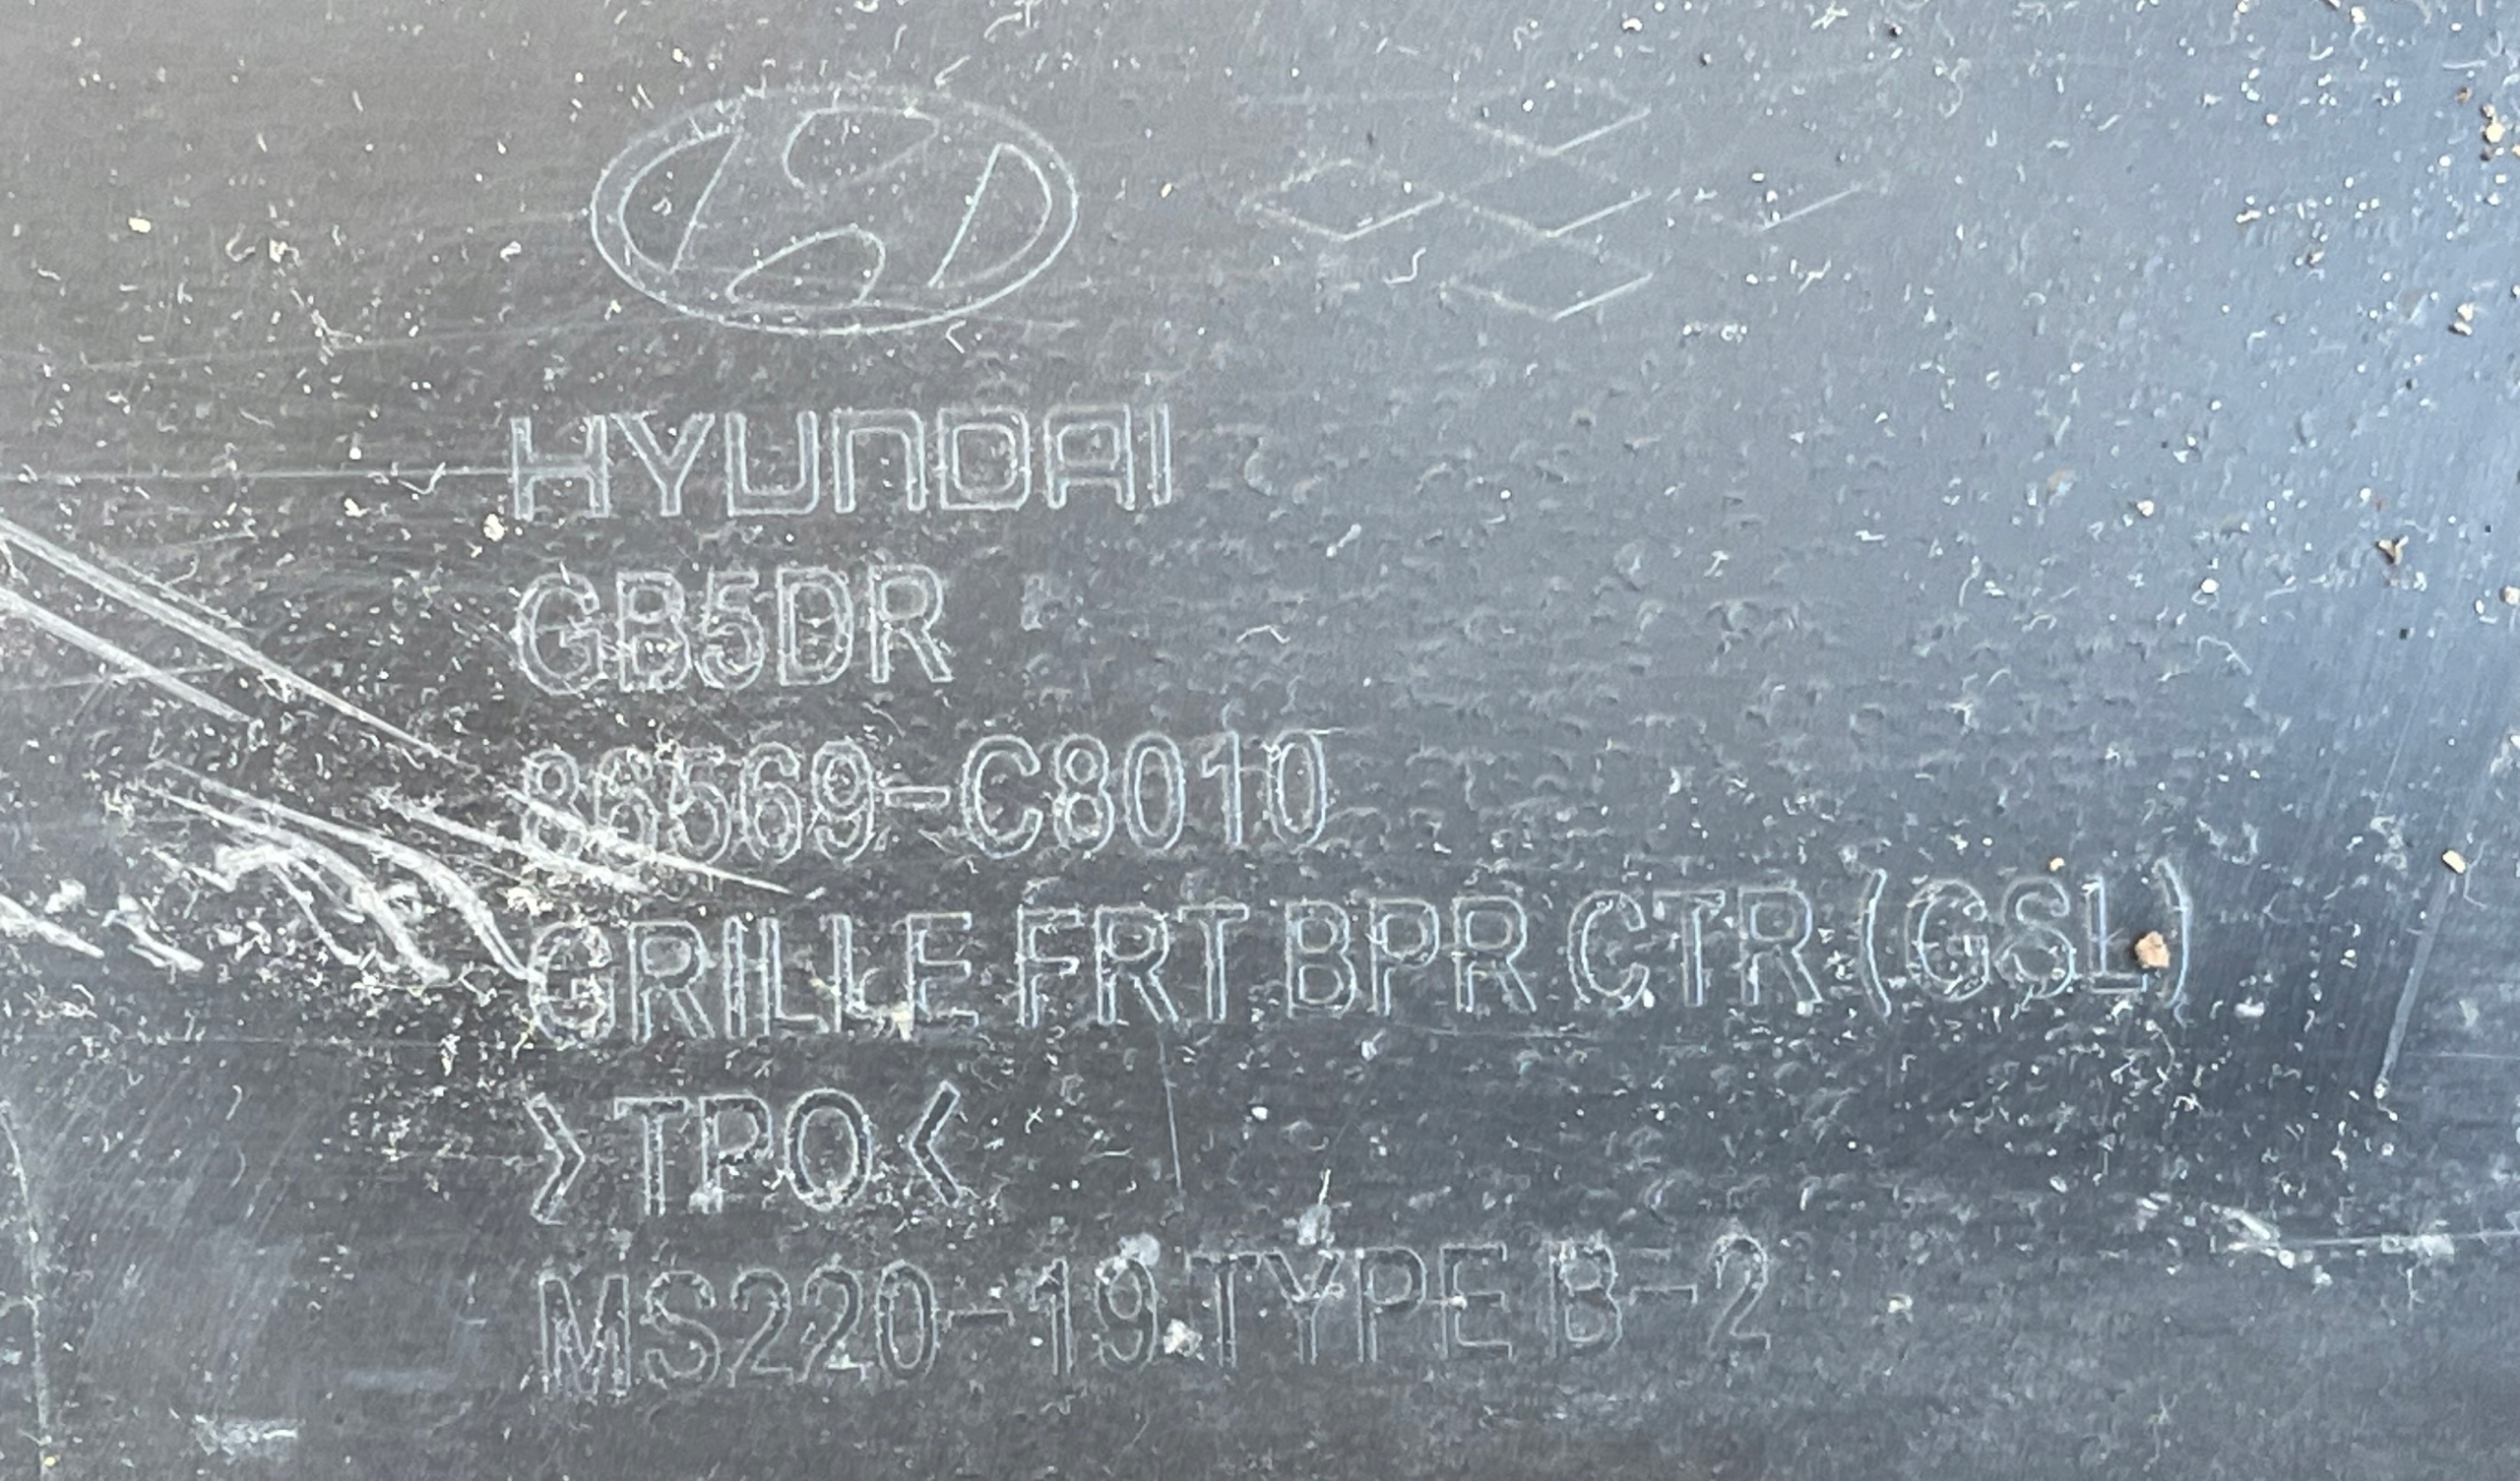 HYUNDAI
GB5DR
86569-C8010
GRILLE FRT BPR CTR (GSL)
>TPO<
MS220-19 TYPE B-2